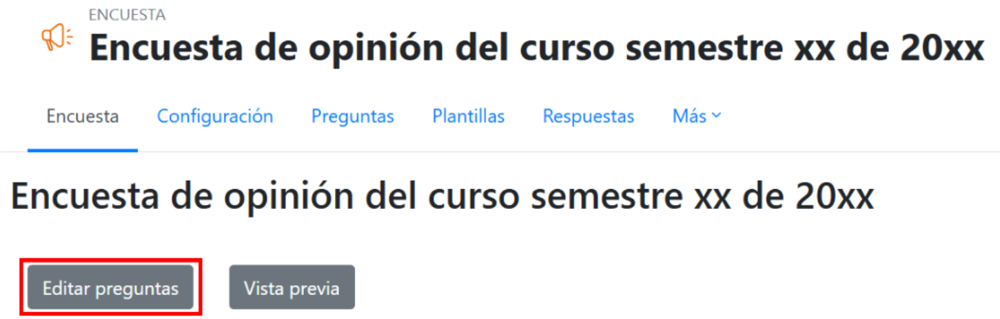 ENCUESTA
Encuesta de opinión del curso semestre xx de 20xx
Encuesta Configuración Preguntas Plantillas Respuestas Más
Encuesta de opinión del curso semestre xx de 20xx
Editar preguntas Vista previa